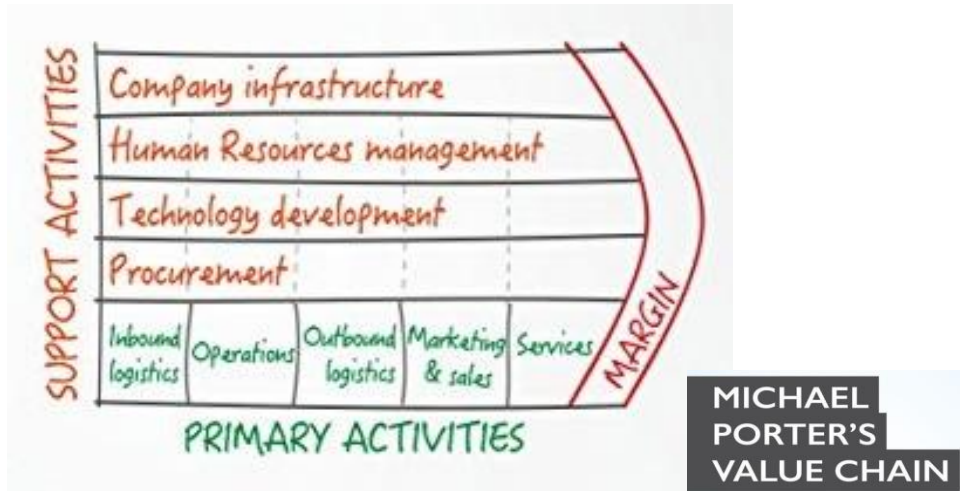 SUPPORT ACTIVITIES
Company infrastructure
Human Resources management
Technology development
Procurement
Inbound
logistics
Operations
Outbound
logistics
Marketing
& sales
Services
MARGIN
PRIMARY ACTIVITIES
MICHAEL
PORTER'S
VALUE CHAIN